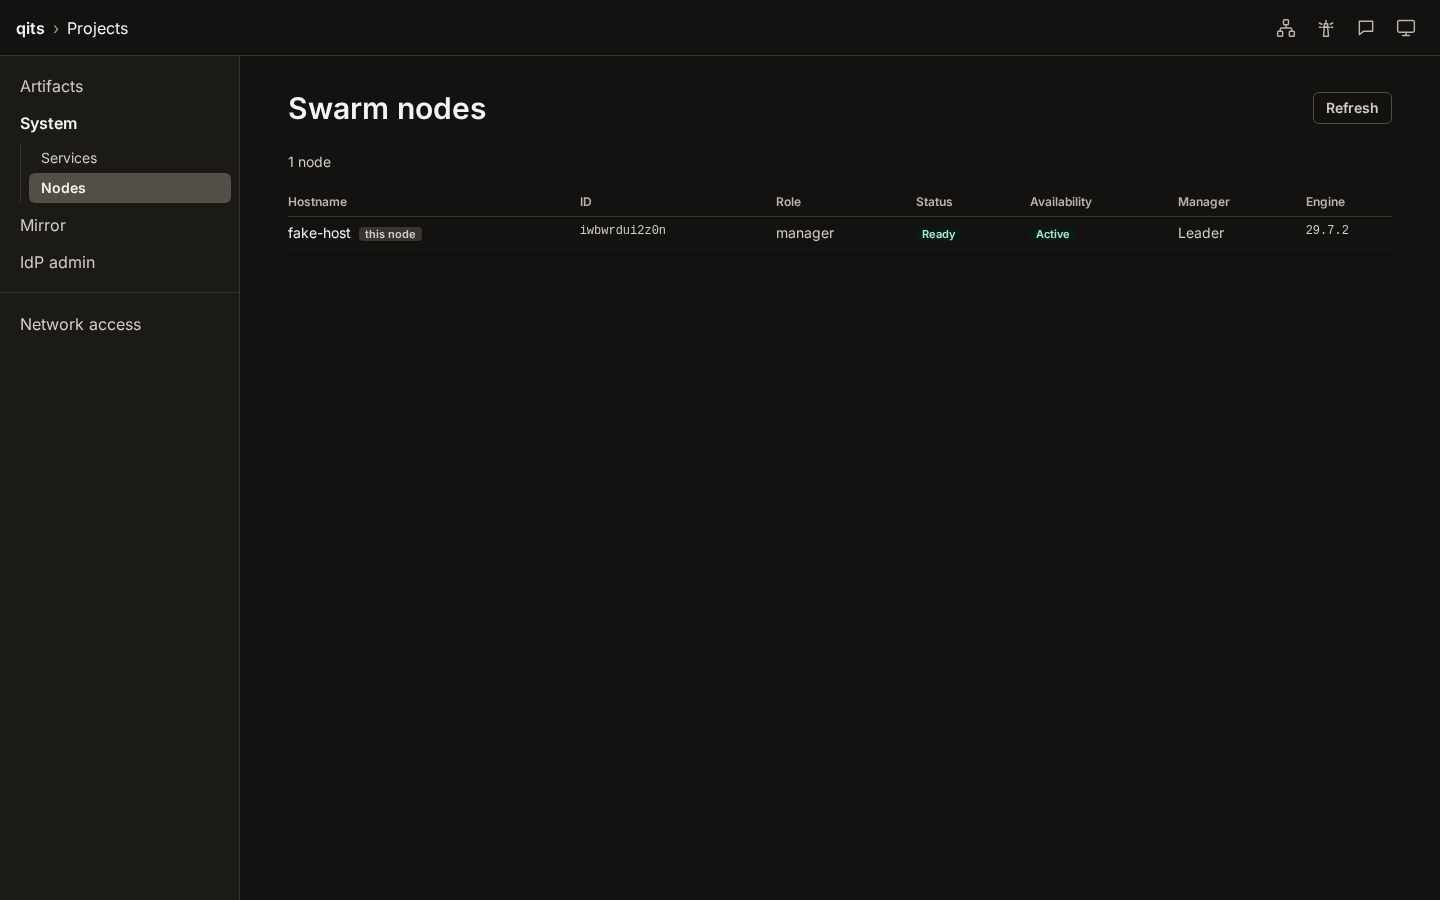 qits › Projects
Artifacts
System
Services
Nodes
Mirror
IdP admin
Network access
Swarm nodes
Refresh
1 node
Hostname ID Role Status Availability Manager Engine
fake-host this node iwbwrdui2z0n manager Ready Active Leader 29.7.2